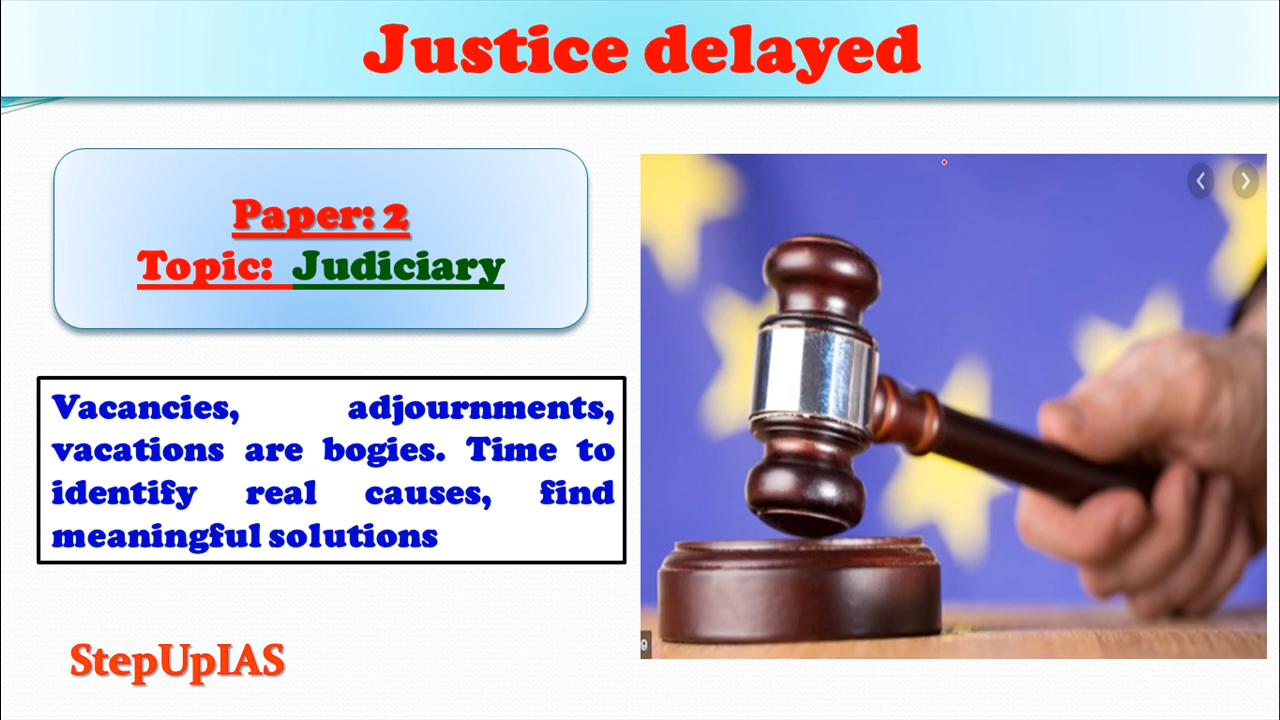 Justice delayed
Paper: 2
Topic: Judiciary
Vacancies, adjournments,
vacations are bogies. Time to
identify real causes, find
meaningful solutions
StepUpIAS
9